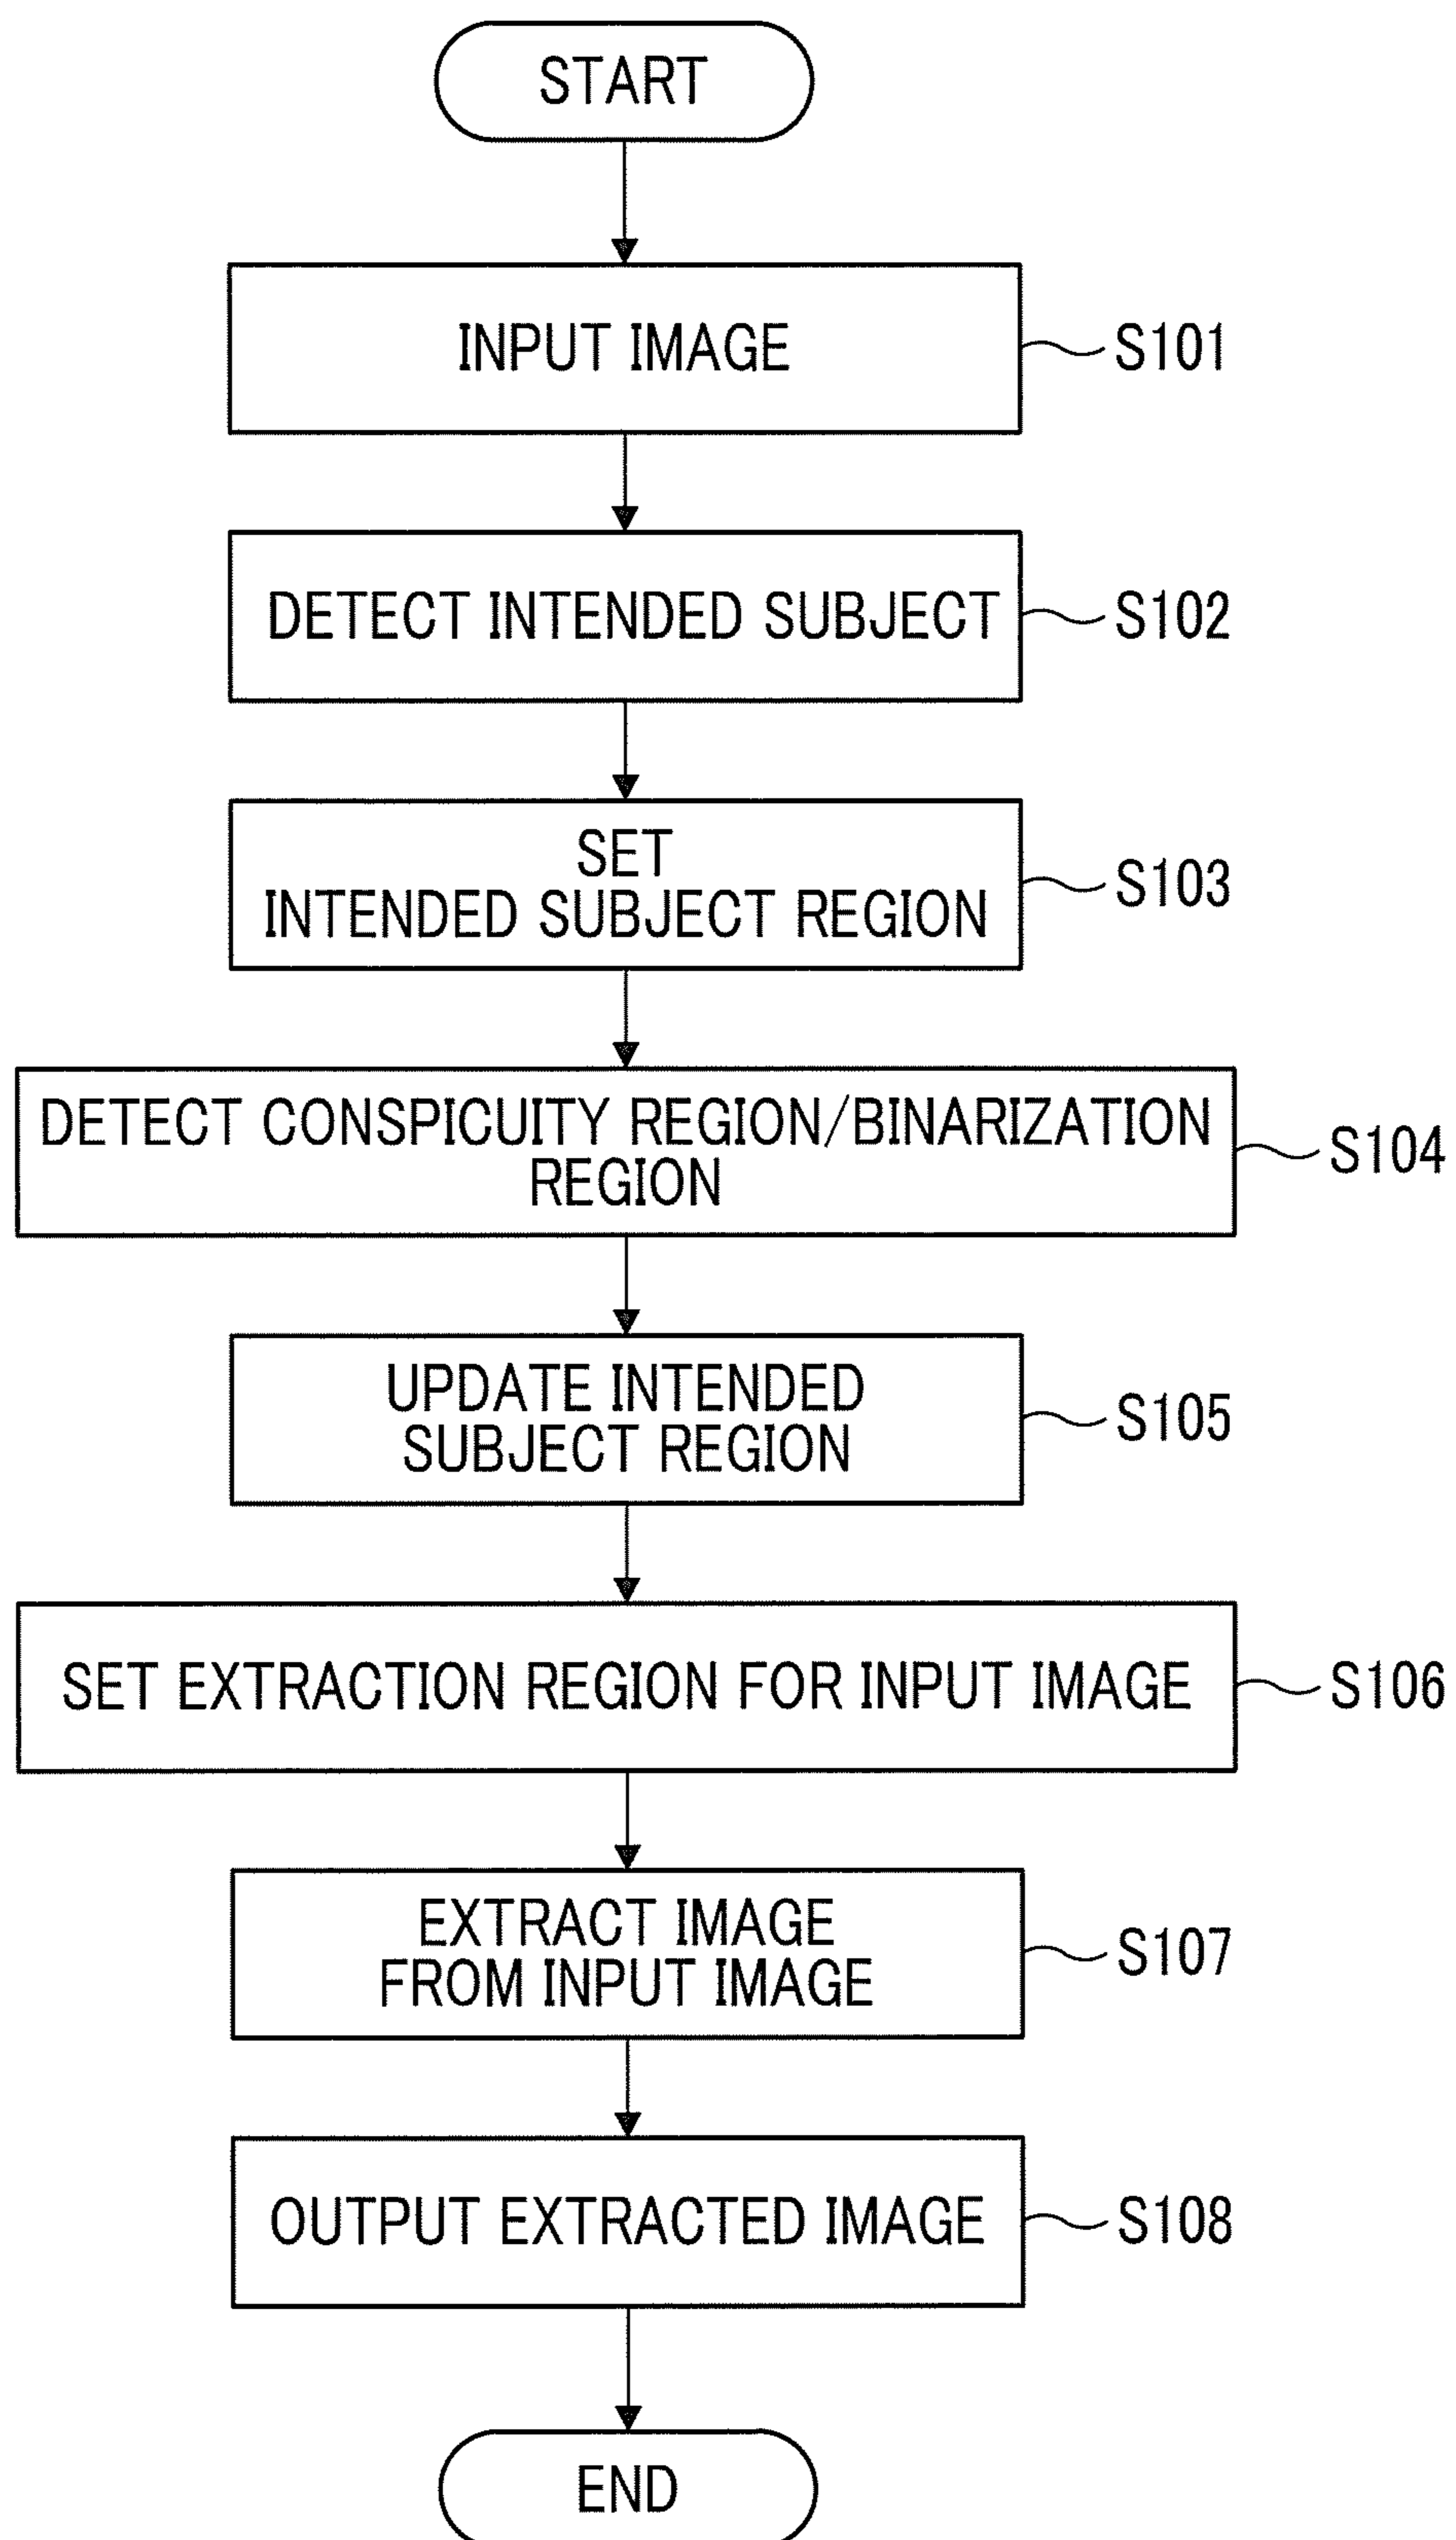 START
INPUT IMAGE
S101
DETECT INTENDED SUBJECT
S102
SET
INTENDED SUBJECT REGION
S103
DETECT CONSPICUITY REGION/BINARIZATION
REGION
S104
UPDATE INTENDED
SUBJECT REGION
S105
SET EXTRACTION REGION FOR INPUT IMAGE
S106
EXTRACT IMAGE
FROM INPUT IMAGE
S107
OUTPUT EXTRACTED IMAGE
S108
END